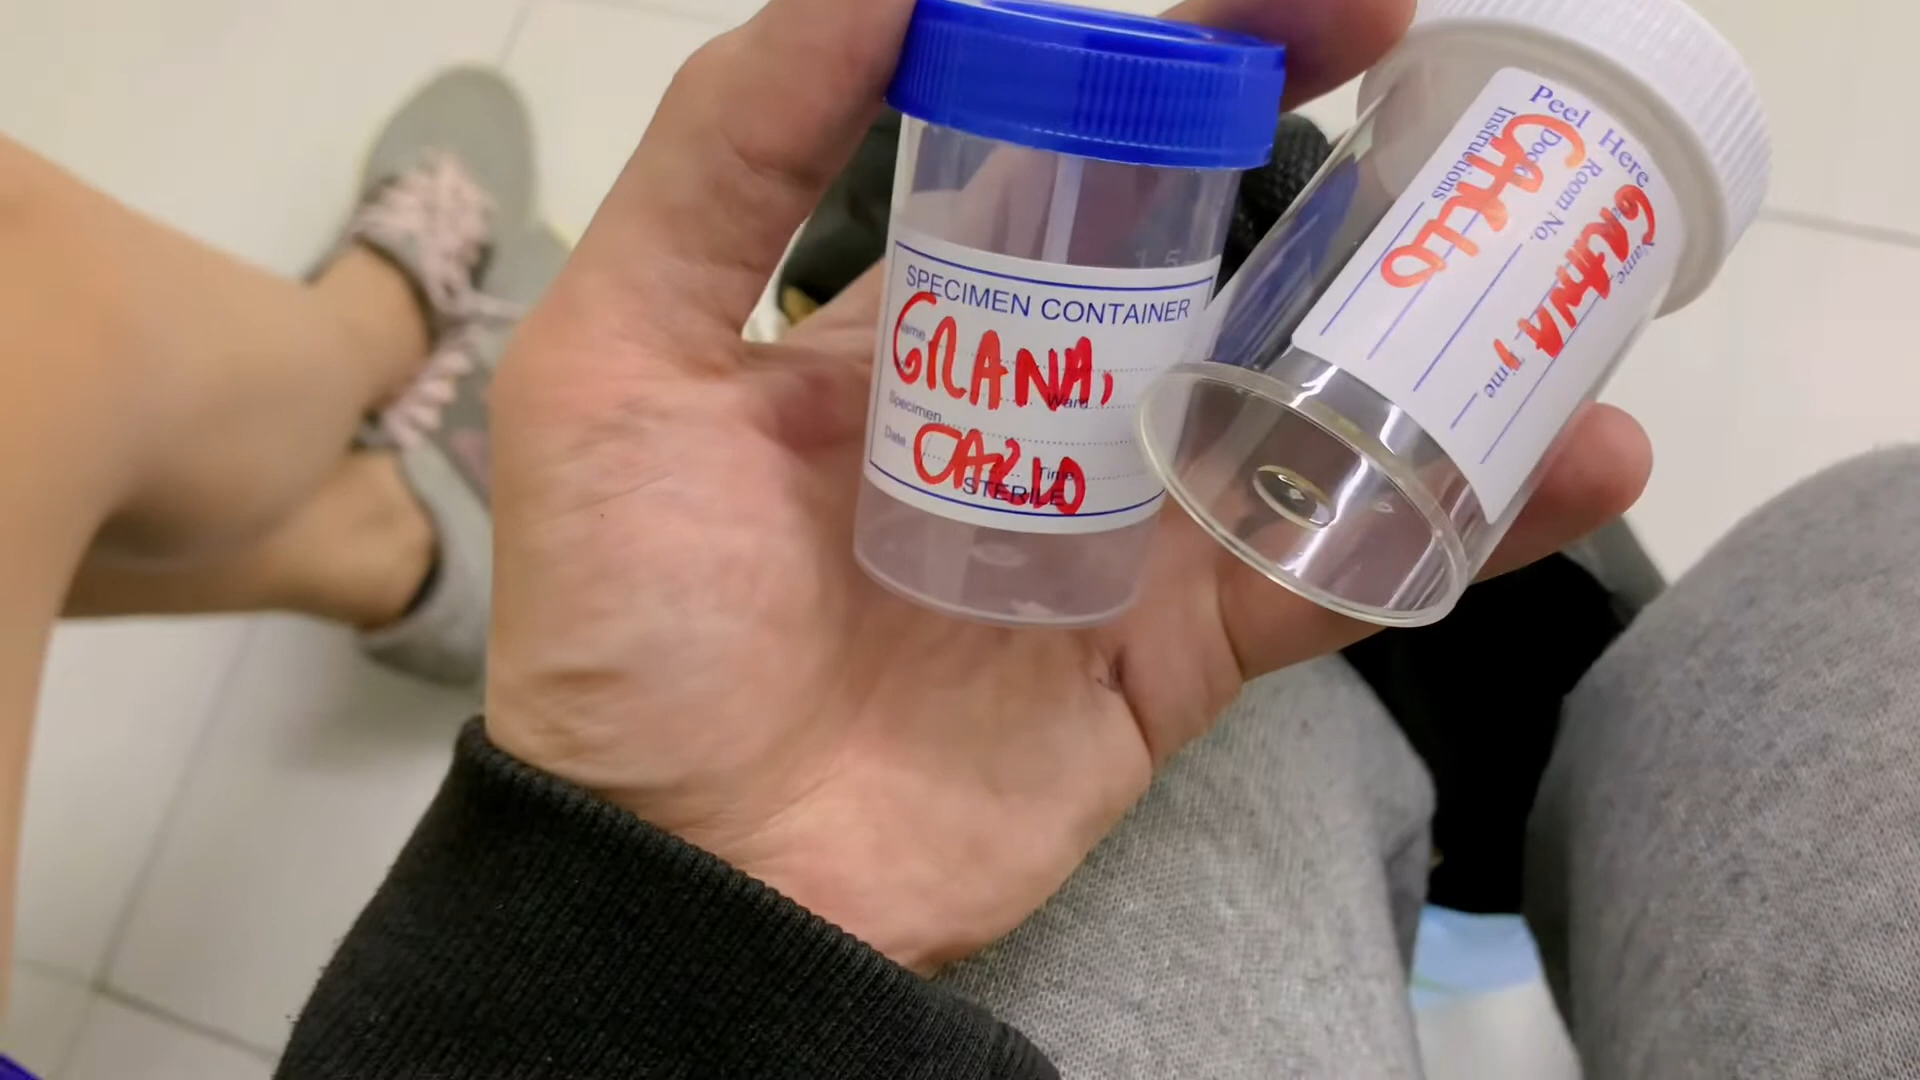 SPECIMEN CONTAINER
Name
GRANA,
Ward
Specimen
CARLO
Date
Time
STERILE
Peel Here
Name
GRANA,
Room No.
Time
CARLO
Instructions